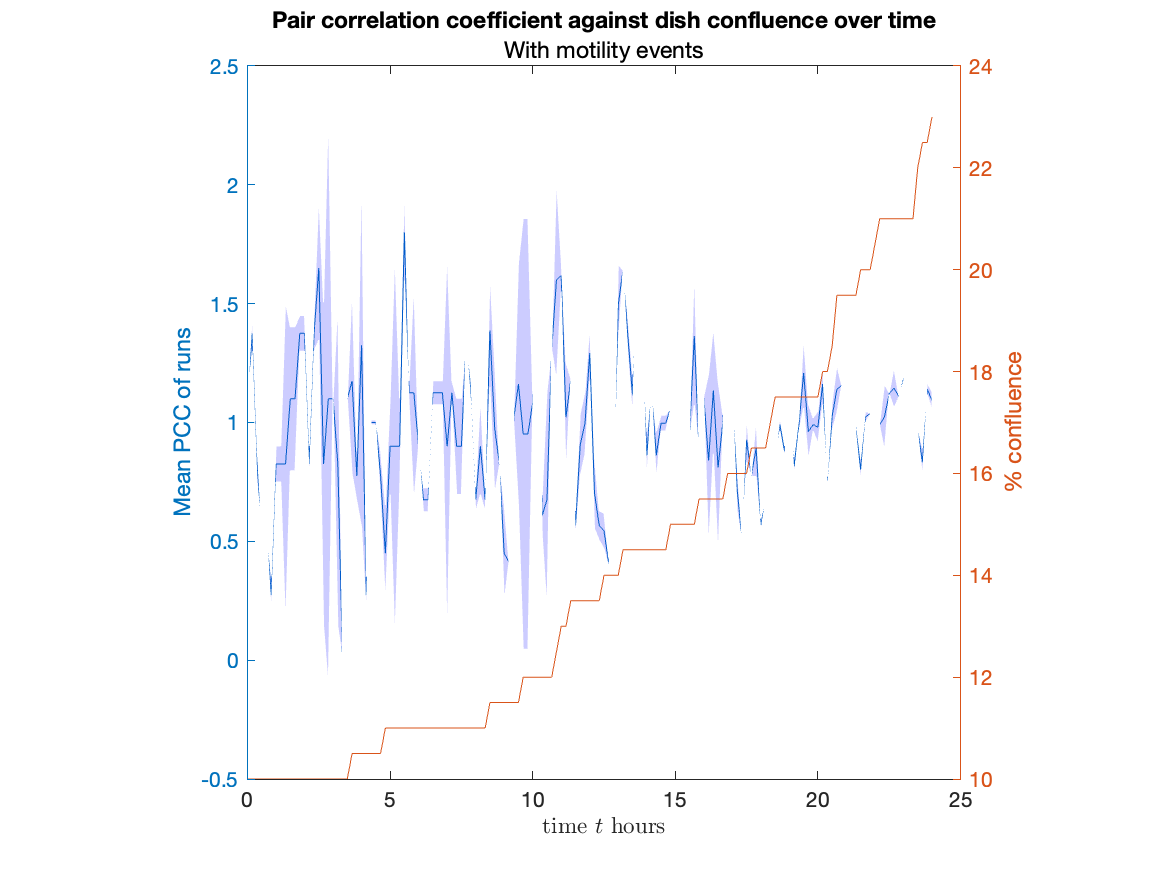 Pair correlation coefficient against dish confluence over time
With motility events
2.5
2
1.5
1
0.5
0
-0.5
Mean PCC of runs
24
22
20
18
16
14
12
10
% confluence
0 5 10 15 20 25
time t hours